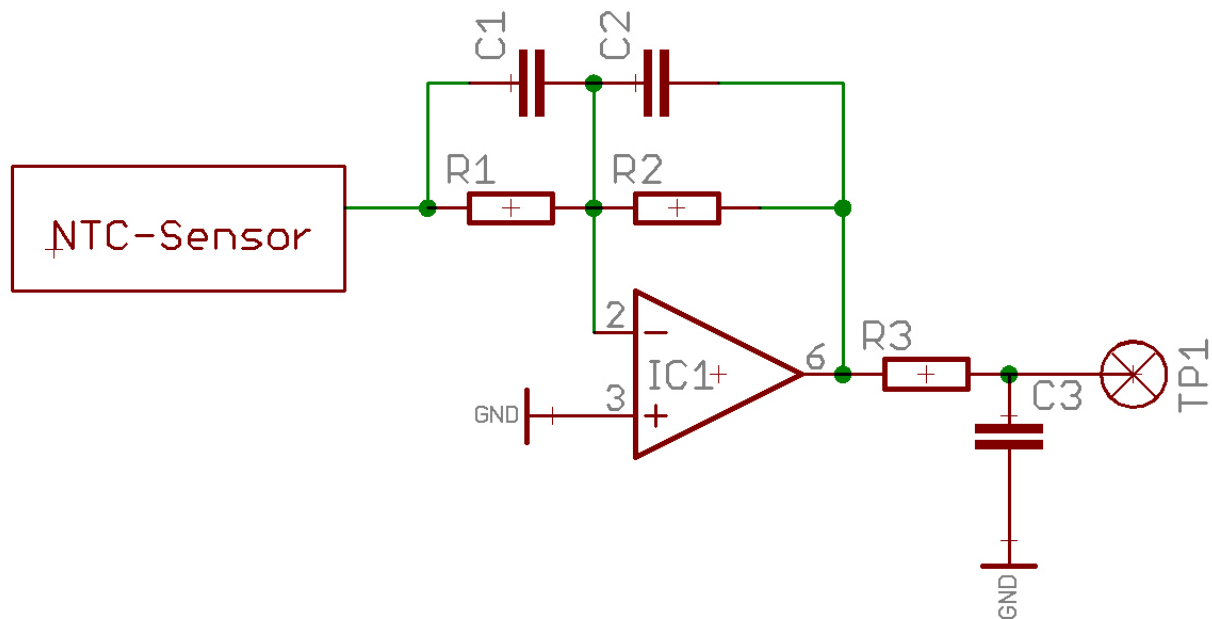 C1
C2
R1
R2
NTC-Sensor
2
IC1
6
R3
GND
3
C3
TP1
GND